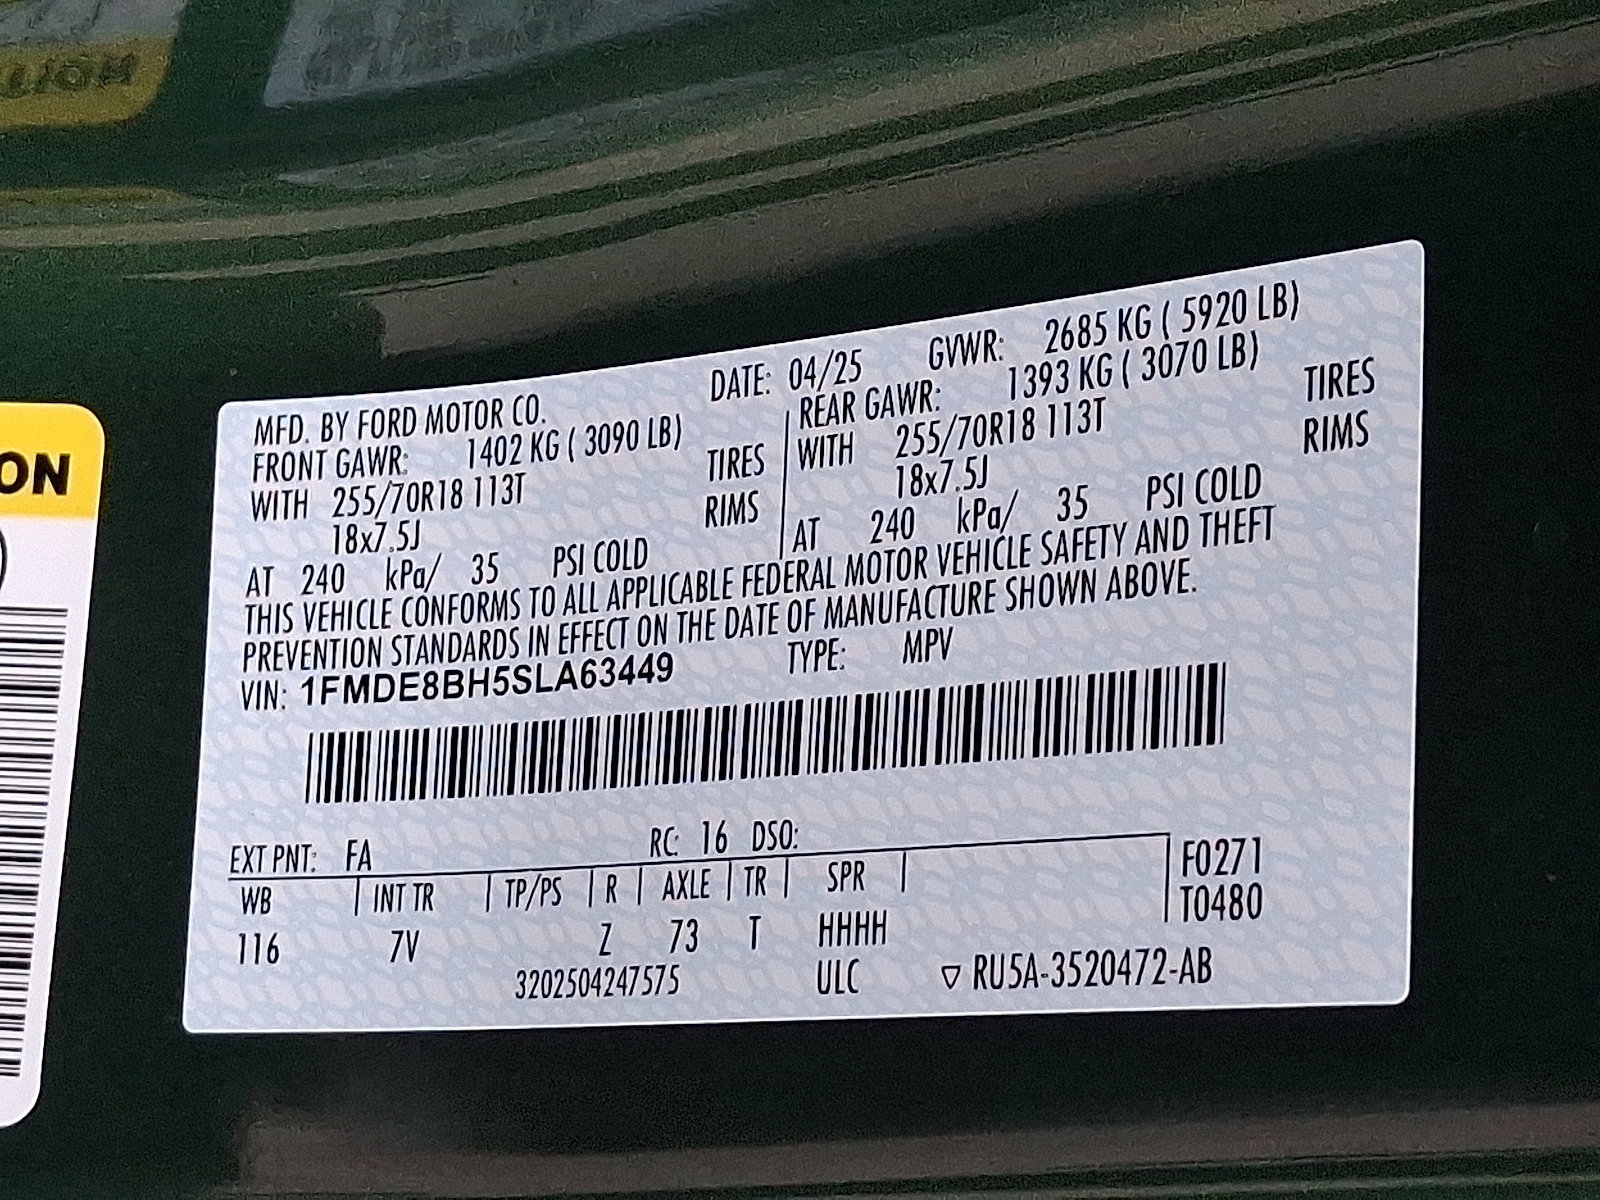 ON
MFD. BY FORD MOTOR CO. DATE: 04/25 GVWR: 2685 KG ( 5920 LB)
FRONT GAWR: 1402 KG ( 3090 LB) REAR GAWR: 1393 KG ( 3070 LB)
WITH 255/70R18 113T TIRES WITH 255/70R18 113T TIRES
18x7.5J RIMS 18x7.5J RIMS
AT 240 kPa/ 35 PSI COLD AT 240 kPa/ 35 PSI COLD
THIS VEHICLE CONFORMS TO ALL APPLICABLE FEDERAL MOTOR VEHICLE SAFETY AND THEFT
PREVENTION STANDARDS IN EFFECT ON THE DATE OF MANUFACTURE SHOWN ABOVE.
VIN: 1FMDE8BH5SLA63449 TYPE: MPV
EXT PNT: FA RC: 16 DSO:
WB INT TR TP/PS R AXLE TR SPR F0271
116 7V Z 73 T HHHH T0480
3202504247575 ULC ▽ RU5A-3520472-AB